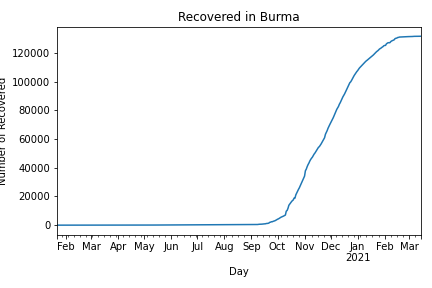 Recovered in Burma
Number of Recovered
120000
100000
80000
60000
40000
20000
0
Feb Mar Apr May Jun Jul Aug Sep Oct Nov Dec Jan Feb Mar
2021
Day